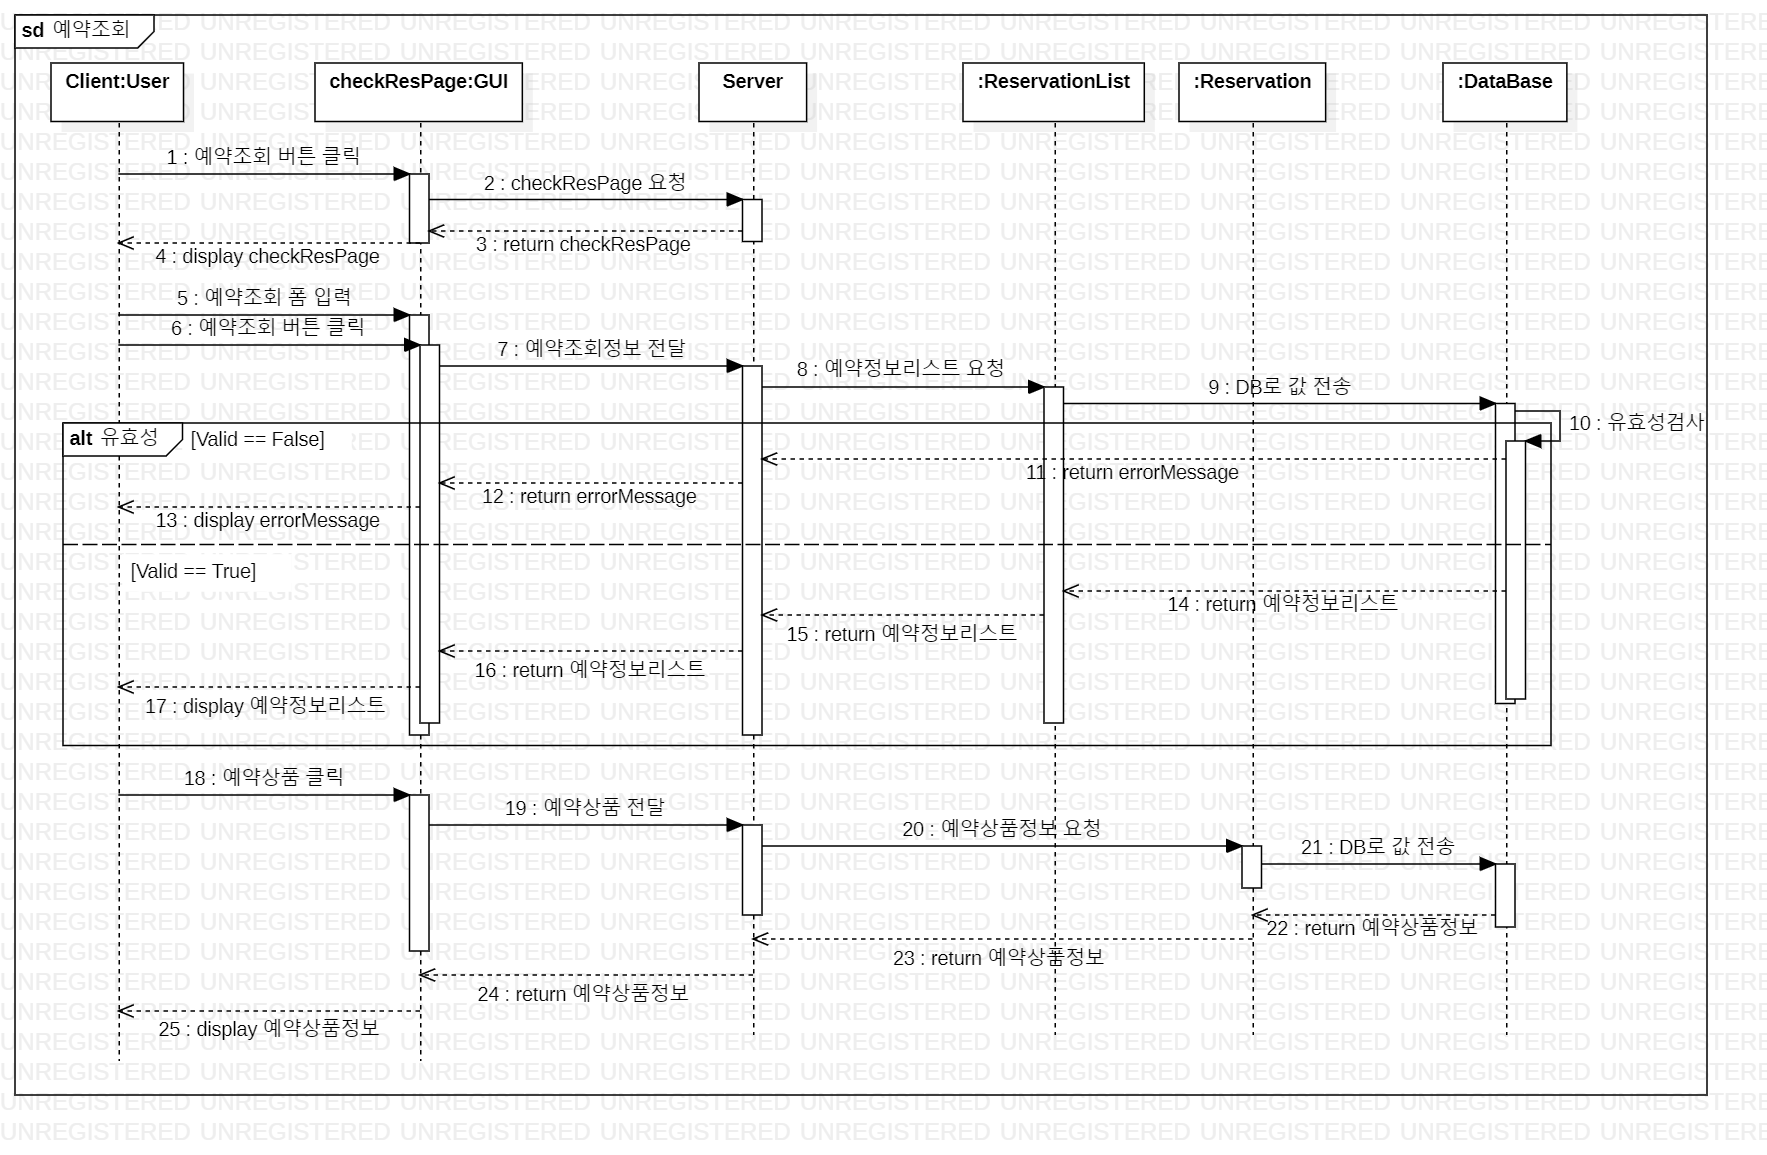 sd 예약조회
Client:User
checkResPage:GUI
Server
:ReservationList
:Reservation
:DataBase
1 : 예약조회 버튼 클릭
2 : checkResPage 요청
3 : return checkResPage
4 : display checkResPage
5 : 예약조회 폼 입력
6 : 예약조회 버튼 클릭
7 : 예약조회정보 전달
8 : 예약정보리스트 요청
9 : DB로 값 전송
10 : 유효성검사
alt 유효성 [Valid == False]
11 : return errorMessage
12 : return errorMessage
13 : display errorMessage
[Valid == True]
14 : return 예약정보리스트
15 : return 예약정보리스트
16 : return 예약정보리스트
17 : display 예약정보리스트
18 : 예약상품 클릭
19 : 예약상품 전달
20 : 예약상품정보 요청
21 : DB로 값 전송
22 : return 예약상품정보
23 : return 예약상품정보
24 : return 예약상품정보
25 : display 예약상품정보
UNREGISTERED UNREGISTERED UNREGISTERED UNREGISTERED UNREGISTERED UNREGISTERED UNREGISTERED UNREGISTERED